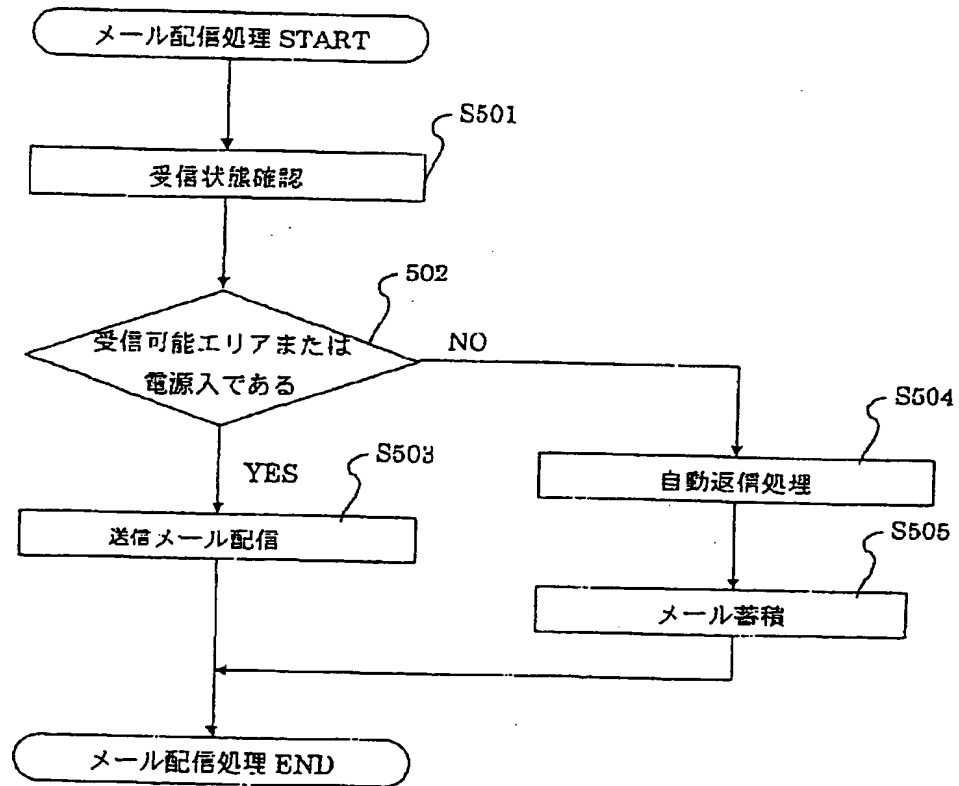 メール配信処理 START
S501
受信状態確認
502
受信可能エリアまたは
電源入である
NO
YES
S503
送信メール配信
S504
自動返信処理
S505
メール蓄積
メール配信処理 END